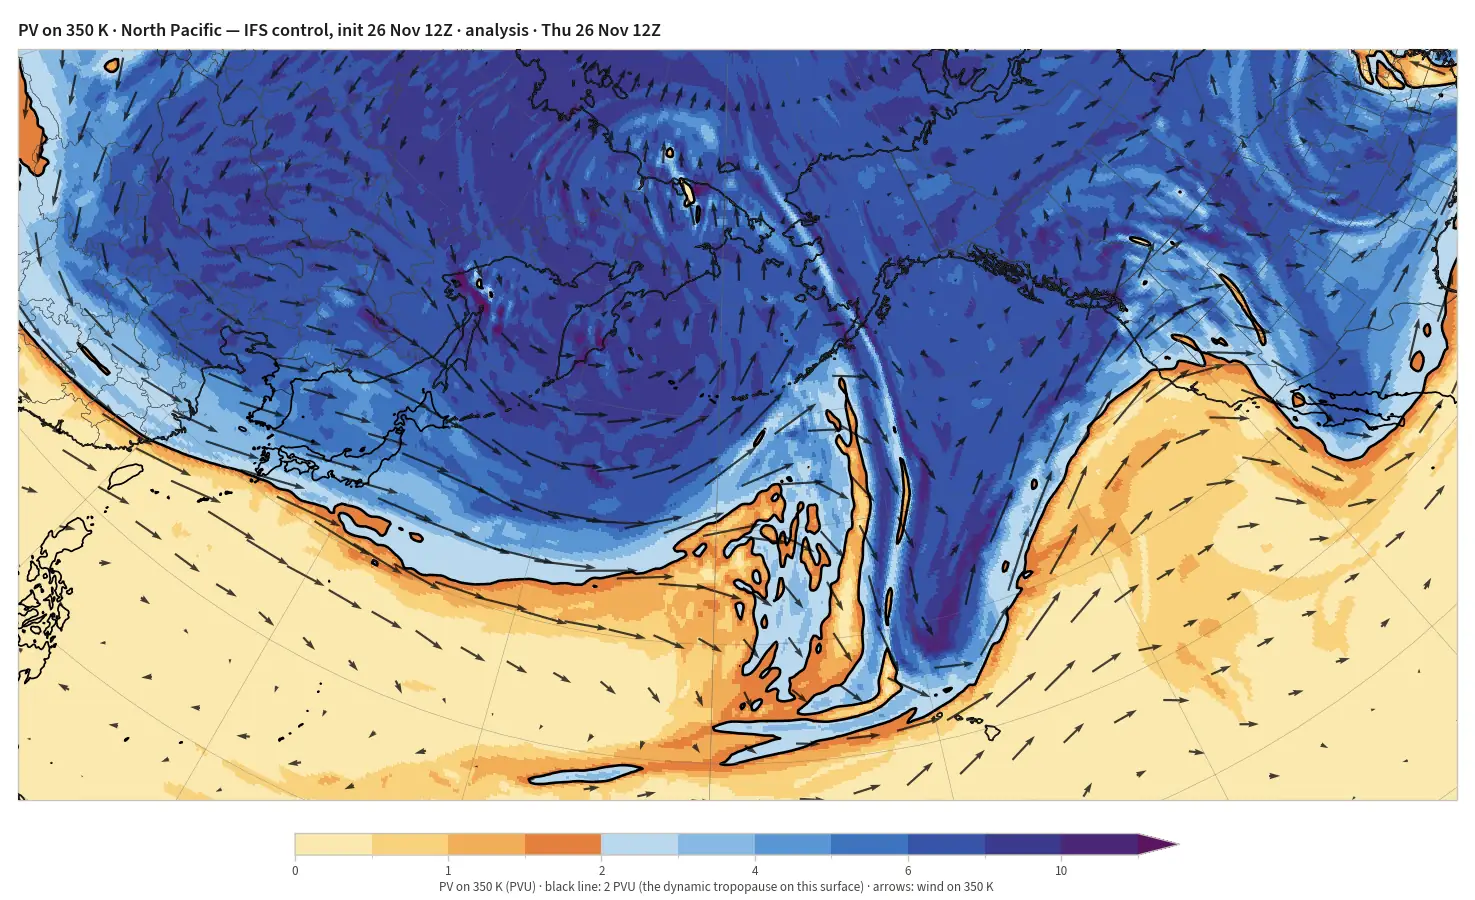 PV on 350 K · North Pacific — IFS control, init 26 Nov 12Z · analysis · Thu 26 Nov 12Z
0 1 2 4 6 10
PV on 350 K (PVU) · black line: 2 PVU (the dynamic tropopause on this surface) · arrows: wind on 350 K